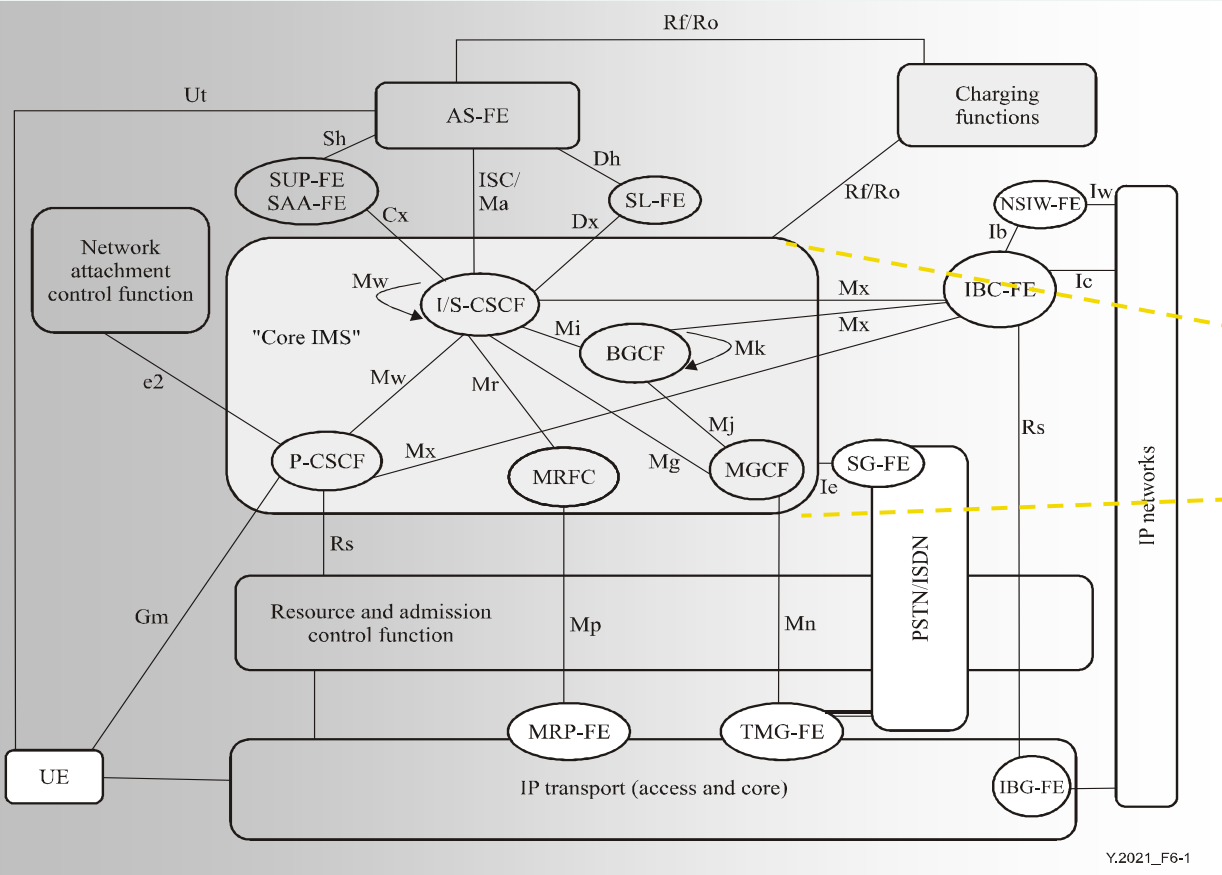 Rf/Ro
Ut
AS-FE
Charging
functions
Sh
Dh
SUP-FE
SAA-FE
ISC/
Ma
SL-FE
Rf/Ro
NSIW-FE
Iw
Cx
Dx
Ib
Network
attachment
control function
Mw
I/S-CSCF
Mx
IBC-FE
Ic
"Core IMS"
Mi
BGCF
Mk
Mx
e2
Mw
Mr
Mj
Rs
P-CSCF
Mx
MRFC
Mg
MGCF
Ie
SG-FE
IP networks
Rs
PSTN/ISDN
Gm
Resource and admission
control function
Mp
Mn
MRP-FE
TMG-FE
UE
IP transport (access and core)
IBG-FE
Y.2021_F6-1